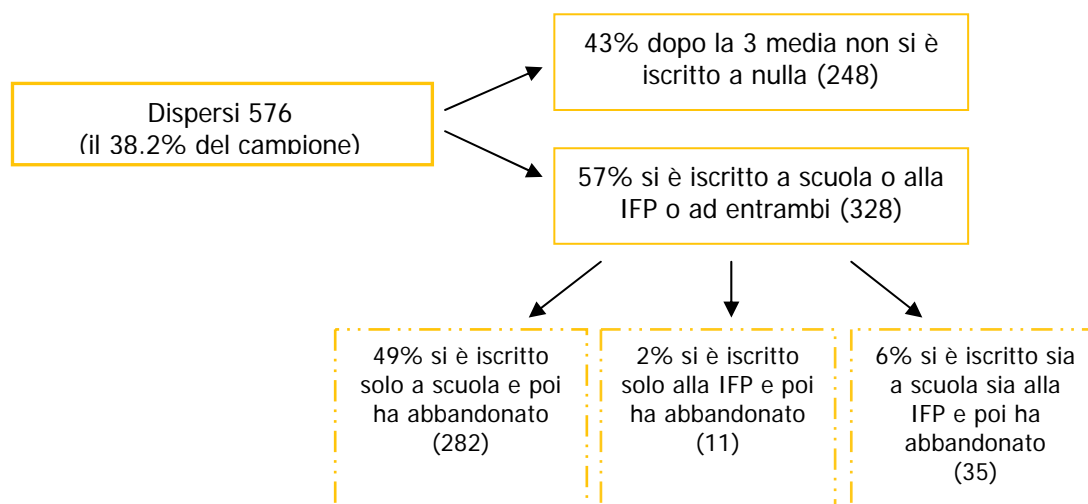 43% dopo la 3 media non si è
iscritto a nulla (248)
Dispersi 576
(il 38.2% del campione)
57% si è iscritto a scuola o alla
IFP o ad entrambi (328)
49% si è iscritto
solo a scuola e poi
ha abbandonato
(282)
2% si è iscritto
solo alla IFP e poi
ha abbandonato
(11)
6% si è iscritto sia
a scuola sia alla
IFP e poi ha
abbandonato
(35)